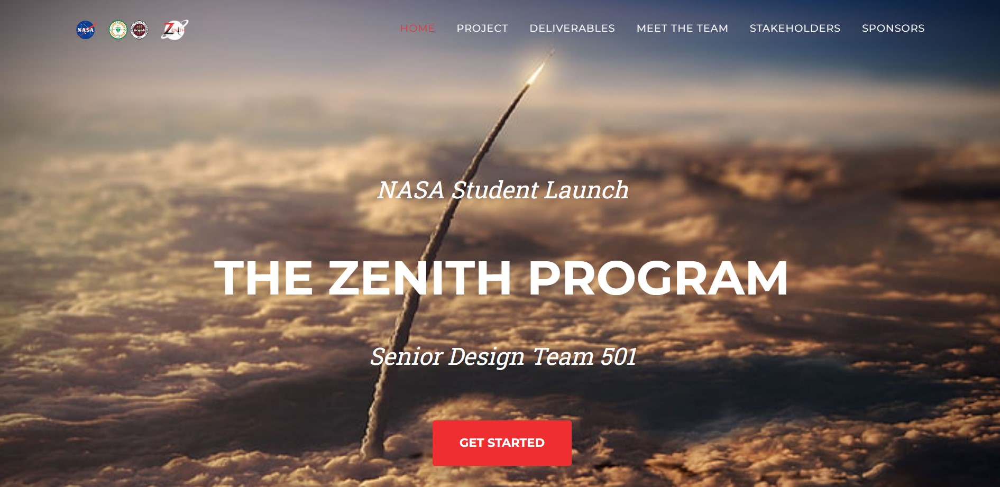 NASA
ZENITH
HOME PROJECT DELIVERABLES MEET THE TEAM STAKEHOLDERS SPONSORS
NASA Student Launch
THE ZENITH PROGRAM
Senior Design Team 501
GET STARTED